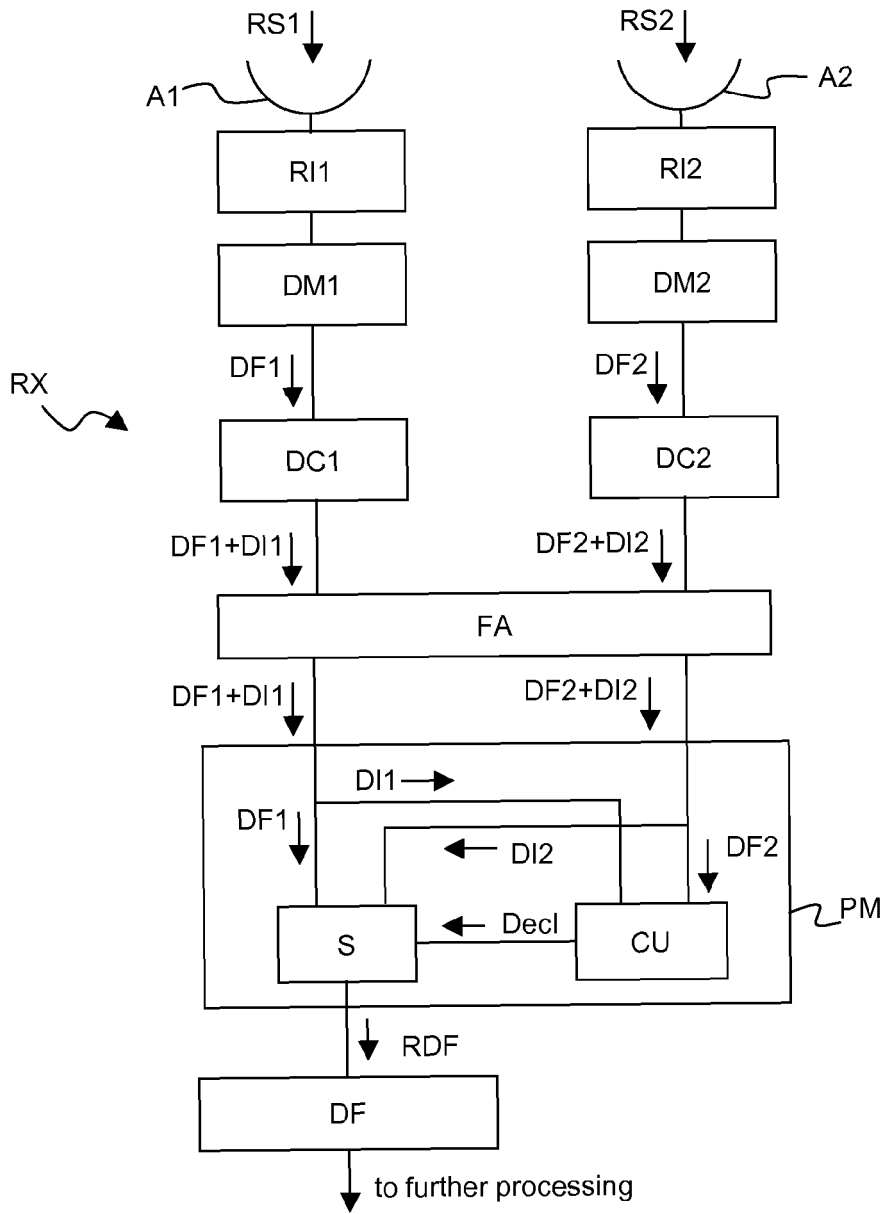 RS1
RS2
A1
A2
RI1
RI2
DM1
DM2
DF1
DF2
RX
DC1
DC2
DF1+DI1
DF2+DI2
FA
DF1+DI1
DF2+DI2
DI1
DF1
DI2
DF2
Decl
S
CU
PM
RDF
DF
to further processing